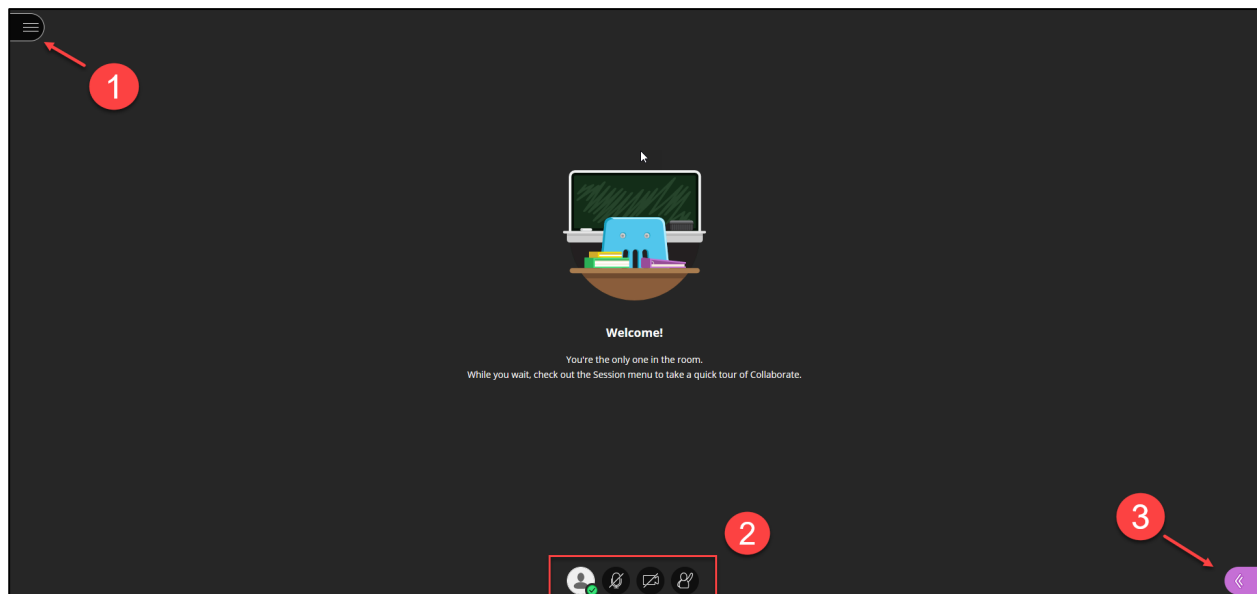 1
Welcome!
You're the only one in the room.
While you wait, check out the Session menu to take a quick tour of Collaborate.
2
3